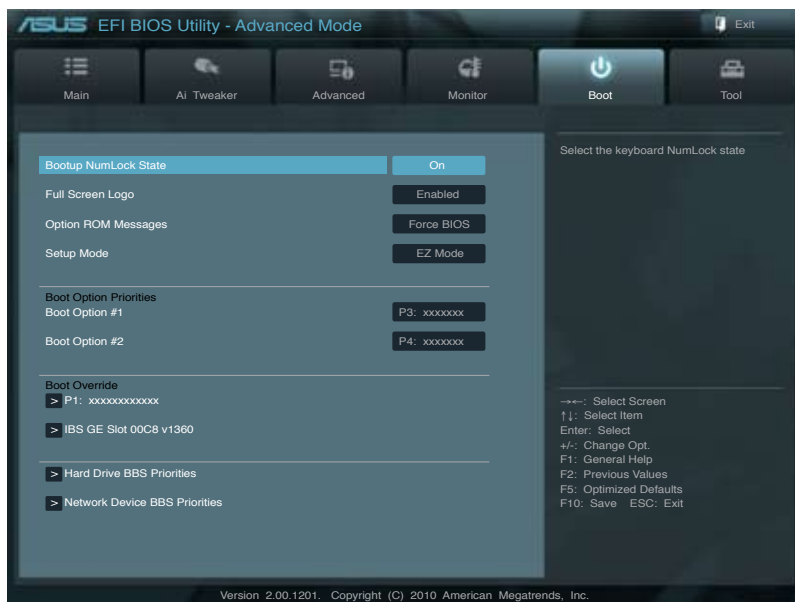 ASUS EFI BIOS Utility - Advanced Mode
Exit
Main
Ai Tweaker
Advanced
Monitor
Boot
Tool
Bootup NumLock State On
Full Screen Logo Enabled
Option ROM Messages Force BIOS
Setup Mode EZ Mode
Boot Option Priorities
Boot Option #1 P3: xxxxxxx
Boot Option #2 P4: xxxxxxx
Boot Override
> P1: xxxxxxxxxxxx
> IBS GE Slot 00C8 v1360
> Hard Drive BBS Priorities
> Network Device BBS Priorities
Select the keyboard NumLock state
→←: Select Screen
↑↓: Select Item
Enter: Select
+/-: Change Opt.
F1: General Help
F2: Previous Values
F5: Optimized Defaults
F10: Save ESC: Exit
Version 2.00.1201. Copyright (C) 2010 American Megatrends, Inc.